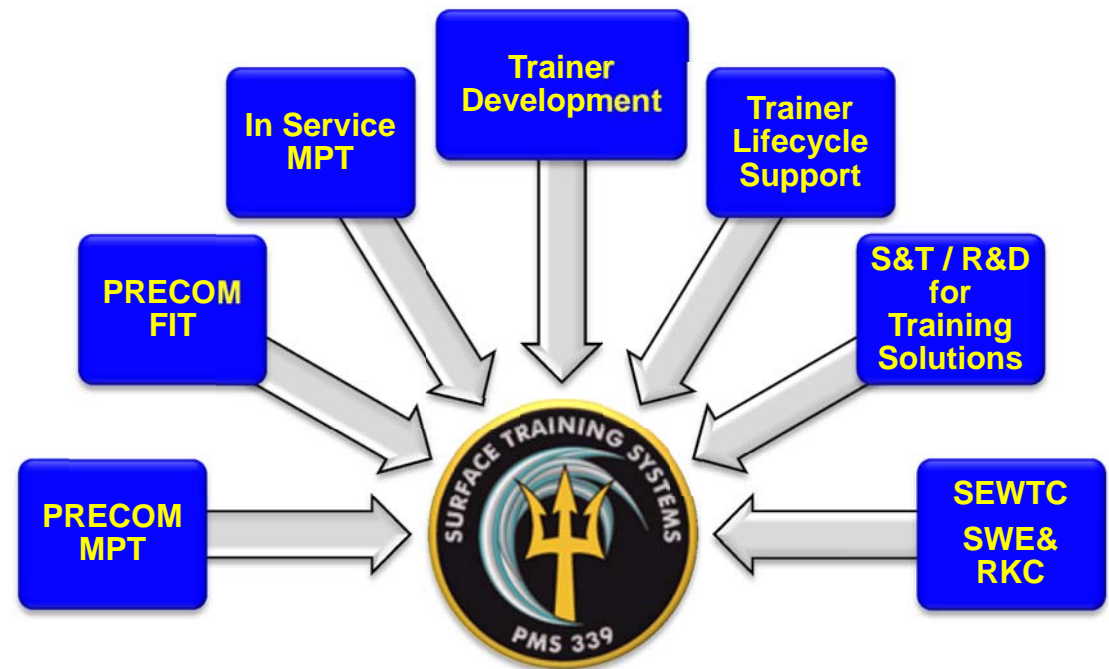 Trainer
Development
In Service
MPT
Trainer
Lifecycle
Support
PRECOM
FIT
S&T / R&D
for
Training
Solutions
PRECOM
MPT
SURFACE TRAINING SYSTEMS
PMS 339
SEWTC
SWE&
RKC